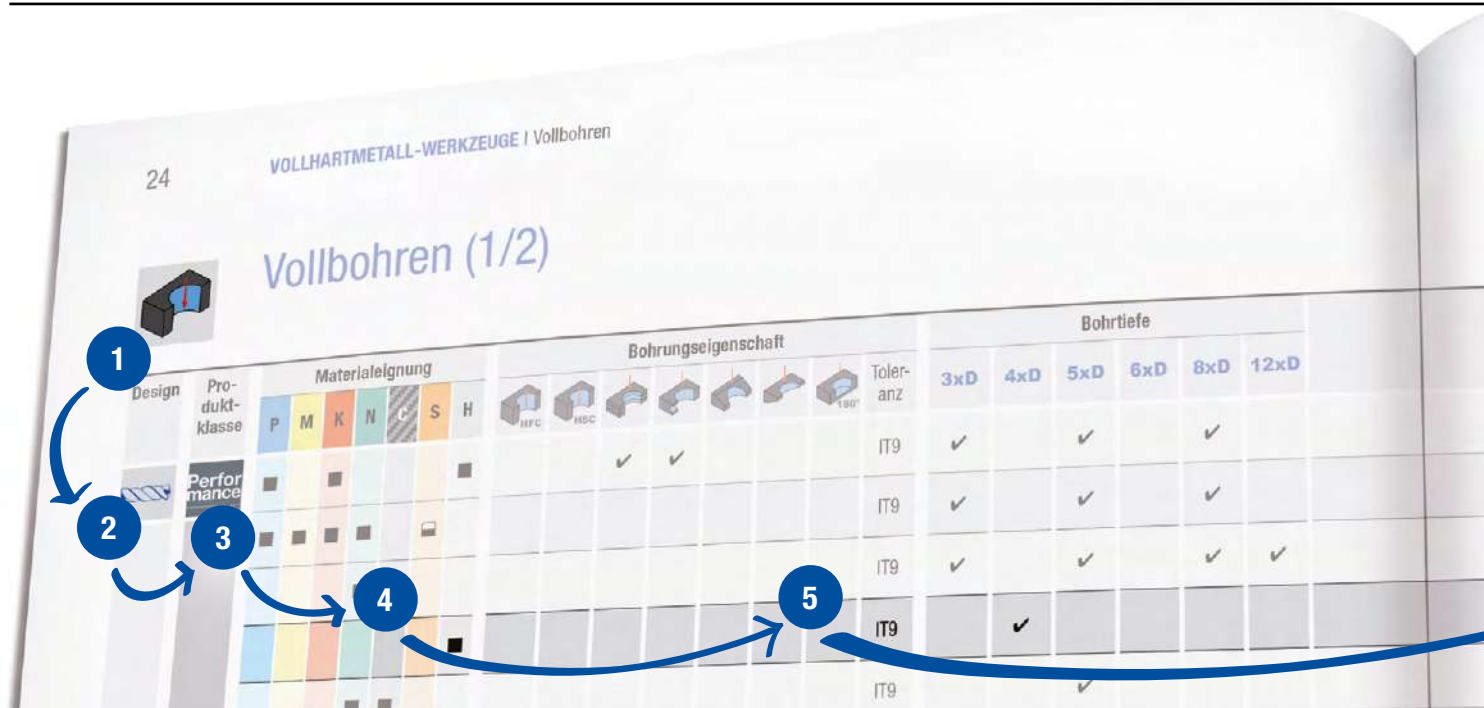 24
VOLLHARTMETALL-WERKZEUGE | Vollbohren
Vollbohren (1/2)
1
Design
Pro-
dukt-
klasse
Materialeignung
P M K N C S H
Bohrungseigenschaft
HFC HSC 180°
Toler-
anz
Bohrtiefe
3xD 4xD 5xD 6xD 8xD 12xD
Perfor
mance
IT9 ✔ ✔ ✔
✔ ✔
2
3
IT9 ✔ ✔ ✔
IT9 ✔ ✔ ✔ ✔
4
5
IT9 ✔
IT9 ✔